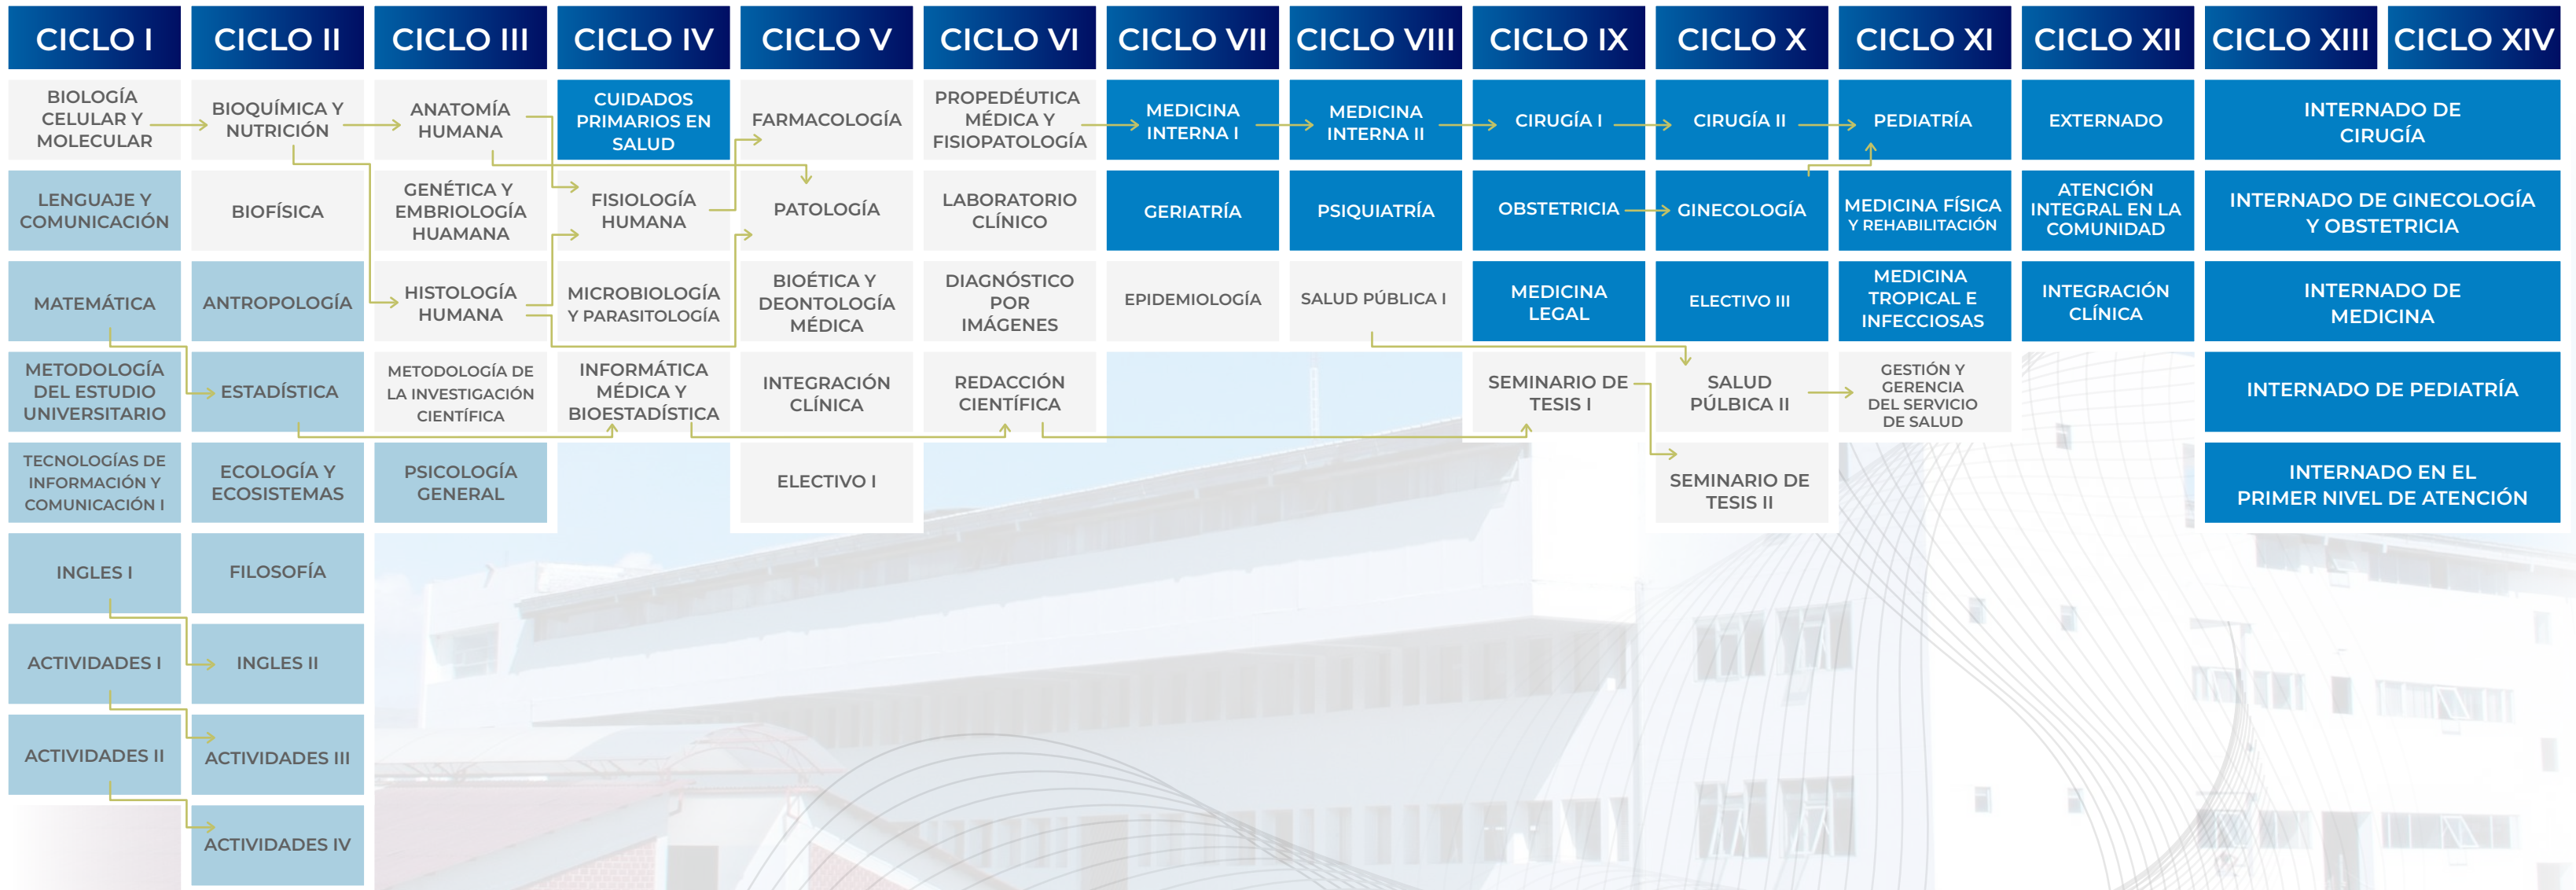 CICLO I
CICLO II
CICLO III
CICLO IV
CICLO V
CICLO VI
CICLO VII
CICLO VIII
CICLO IX
CICLO X
CICLO XI
CICLO XII
CICLO XIII
CICLO XIV
BIOLOGÍA
CELULAR Y
MOLECULAR
BIOQUÍMICA Y
NUTRICIÓN
ANATOMÍA
HUMANA
CUIDADOS
PRIMARIOS EN
SALUD
FARMACOLOGÍA
PROPEDÉUTICA
MÉDICA Y
FISIOPATOLOGÍA
MEDICINA
INTERNA I
MEDICINA
INTERNA II
CIRUGÍA I
CIRUGÍA II
PEDIATRÍA
EXTERNADO
INTERNADO DE
CIRUGÍA
LENGUAJE Y
COMUNICACIÓN
BIOFÍSICA
GENÉTICA Y
EMBRIOLOGÍA
HUAMANA
FISIOLOGÍA
HUMANA
PATOLOGÍA
LABORATORIO
CLÍNICO
GERIATRÍA
PSIQUIATRÍA
OBSTETRICIA
GINECOLOGÍA
MEDICINA FÍSICA
Y REHABILITACIÓN
ATENCIÓN
INTEGRAL EN LA
COMUNIDAD
INTERNADO DE GINECOLOGÍA
Y OBSTETRICIA
MATEMÁTICA
ANTROPOLOGÍA
HISTOLOGÍA
HUMANA
MICROBIOLOGÍA
Y PARASITOLOGÍA
BIOÉTICA Y
DEONTOLOGÍA
MÉDICA
DIAGNÓSTICO
POR
IMÁGENES
EPIDEMIOLOGÍA
SALUD PÚBLICA I
MEDICINA
LEGAL
ELECTIVO III
MEDICINA
TROPICAL E
INFECCIOSAS
INTEGRACIÓN
CLÍNICA
INTERNADO DE
MEDICINA
METODOLOGÍA
DEL ESTUDIO
UNIVERSITARIO
ESTADÍSTICA
METODOLOGÍA DE
LA INVESTIGACIÓN
CIENTÍFICA
INFORMÁTICA
MÉDICA Y
BIOESTADÍSTICA
INTEGRACIÓN
CLÍNICA
REDACCIÓN
CIENTÍFICA
SEMINARIO DE
TESIS I
SALUD
PÚLBICA II
GESTIÓN Y
GERENCIA
DEL SERVICIO
DE SALUD
INTERNADO DE PEDIATRÍA
TECNOLOGÍAS DE
INFORMACIÓN Y
COMUNICACIÓN I
ECOLOGÍA Y
ECOSISTEMAS
PSICOLOGÍA
GENERAL
ELECTIVO I
SEMINARIO DE
TESIS II
INTERNADO EN EL
PRIMER NIVEL DE ATENCIÓN
INGLES I
FILOSOFÍA
ACTIVIDADES I
INGLES II
ACTIVIDADES II
ACTIVIDADES III
ACTIVIDADES IV